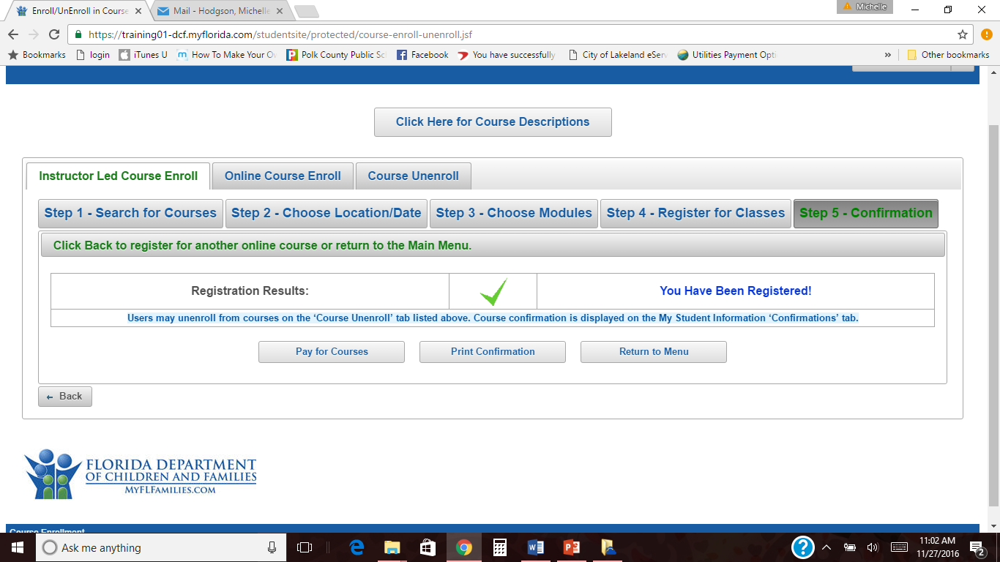 Enroll/UnEnroll in Course
Mail - Hodgson, Michelle
Michelle
https://training01-dcf.myflorida.com/studentsite/protected/course-enroll-unenroll.jsf
Bookmarks
login
iTunes U
How To Make Your Ow
Polk County Public Sc
Facebook
You have successfully
City of Lakeland eServ
Utilities Payment Opti
»
Other bookmarks
Click Here for Course Descriptions
Instructor Led Course Enroll
Online Course Enroll
Course Unenroll
Step 1 - Search for Courses
Step 2 - Choose Location/Date
Step 3 - Choose Modules
Step 4 - Register for Classes
Step 5 - Confirmation
Click Back to register for another online course or return to the Main Menu.
Registration Results:
You Have Been Registered!
Users may unenroll from courses on the ‘Course Unenroll’ tab listed above. Course confirmation is displayed on the My Student Information ‘Confirmations’ tab.
Pay for Courses
Print Confirmation
Return to Menu
Back
FLORIDA DEPARTMENT
OF CHILDREN AND FAMILIES
MYFLFAMILIES.COM
Course Enrollment
Ask me anything
11:02 AM
11/27/2016
2